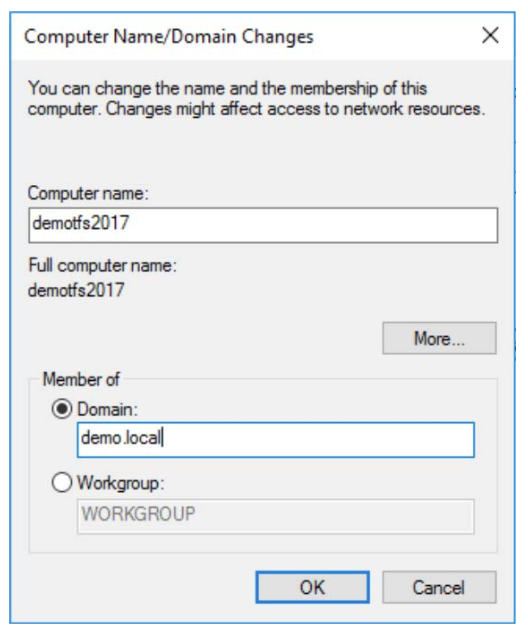 Computer Name/Domain Changes
You can change the name and the membership of this
computer. Changes might affect access to network resources.
Computer name:
demotfs2017
Full computer name:
demotfs2017
More...
Member of
Domain:
demo.local
Workgroup:
WORKGROUP
OK Cancel